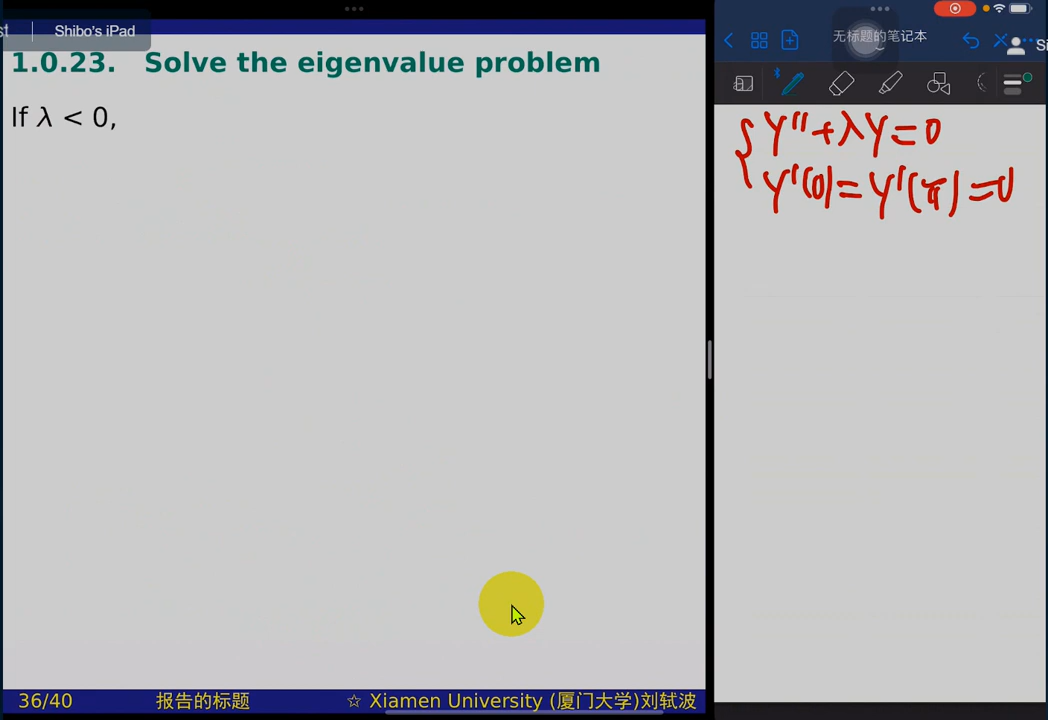 st
Shibo's iPad
1.0.23. Solve the eigenvalue problem
If λ < 0,
36/40 报告的标题 ☆ Xiamen University (厦门大学)刘轼波
无标题的笔记本
Si
y''+λy=0
y'(0)=y'(π)=0